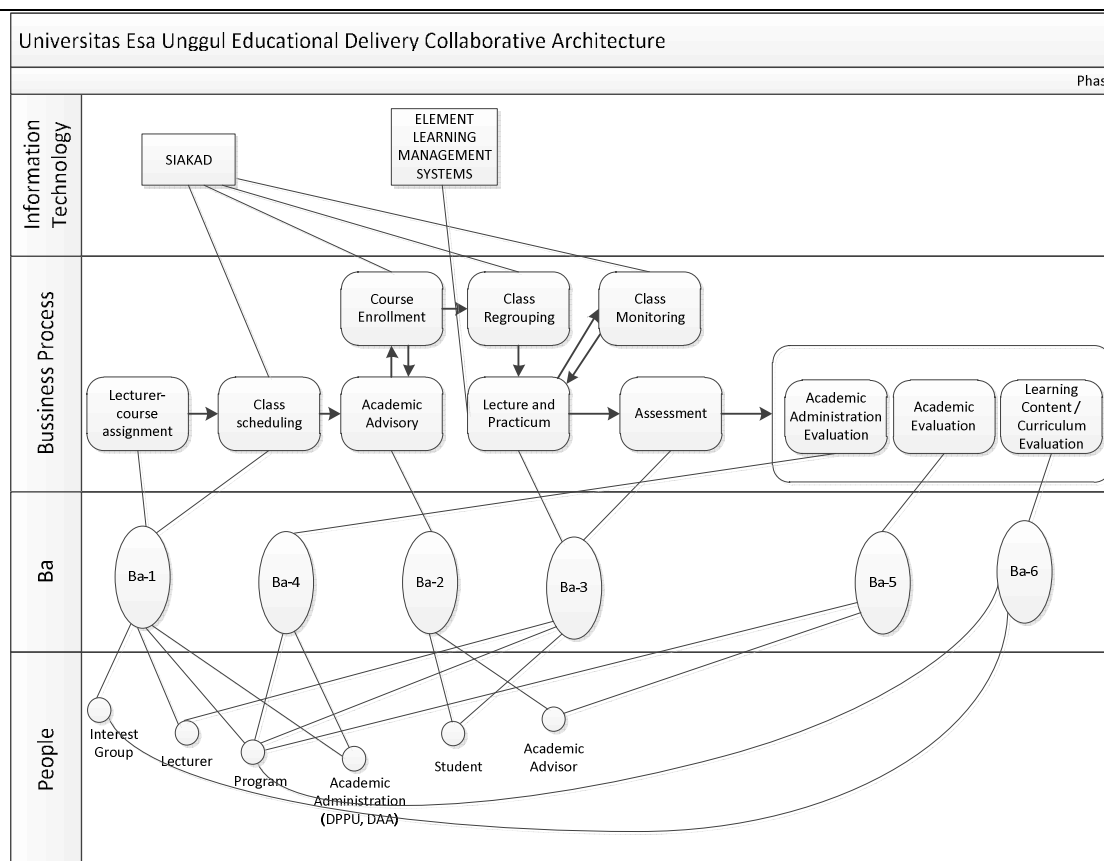 Universitas Esa Unggul Educational Delivery Collaborative Architecture
Phas
Information
Technology
SIAKAD
ELEMENT
LEARNING
MANAGEMENT
SYSTEMS
Bussiness Process
Course
Enrollment
Class
Regrouping
Class
Monitoring
Lecturer-
course
assignment
Class
scheduling
Academic
Advisory
Lecture and
Practicum
Assessment
Academic
Administration
Evaluation
Academic
Evaluation
Learning
Content/
Curriculum
Evaluation
Ba
Ba-1
Ba-4
Ba-2
Ba-3
Ba-5
Ba-6
People
Interest
Group
Lecturer
Program
Academic
Administration
(DPPU, DAA)
Student
Academic
Advisor